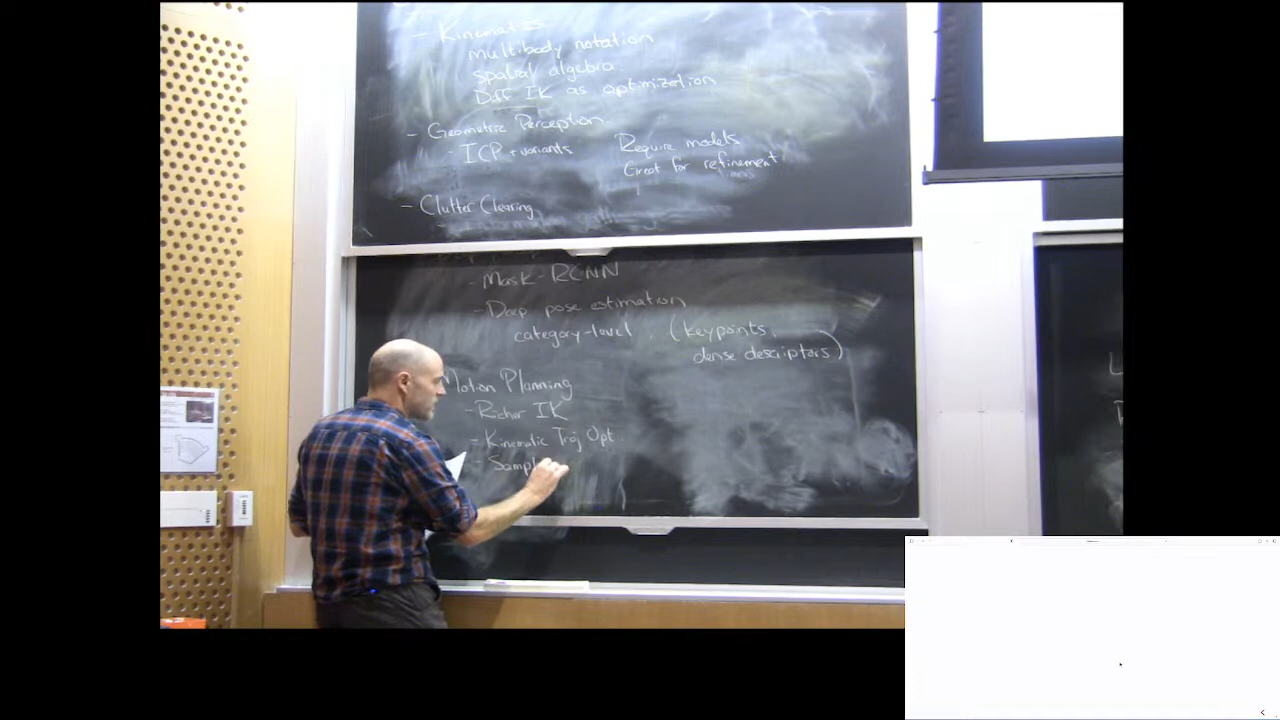 - Kinematics
multibody notation
spatial algebra
Diff IK as optimization
- Geometric Perception
- ICP + variants
Require models
Great for refinement
- Clutter Clearing
- Mask-RCNN
- Deep pose estimation
category-level (keypoints,
dense descriptors)
Motion Planning
- Richer IK
- Kinematic Traj Opt
- Sampl